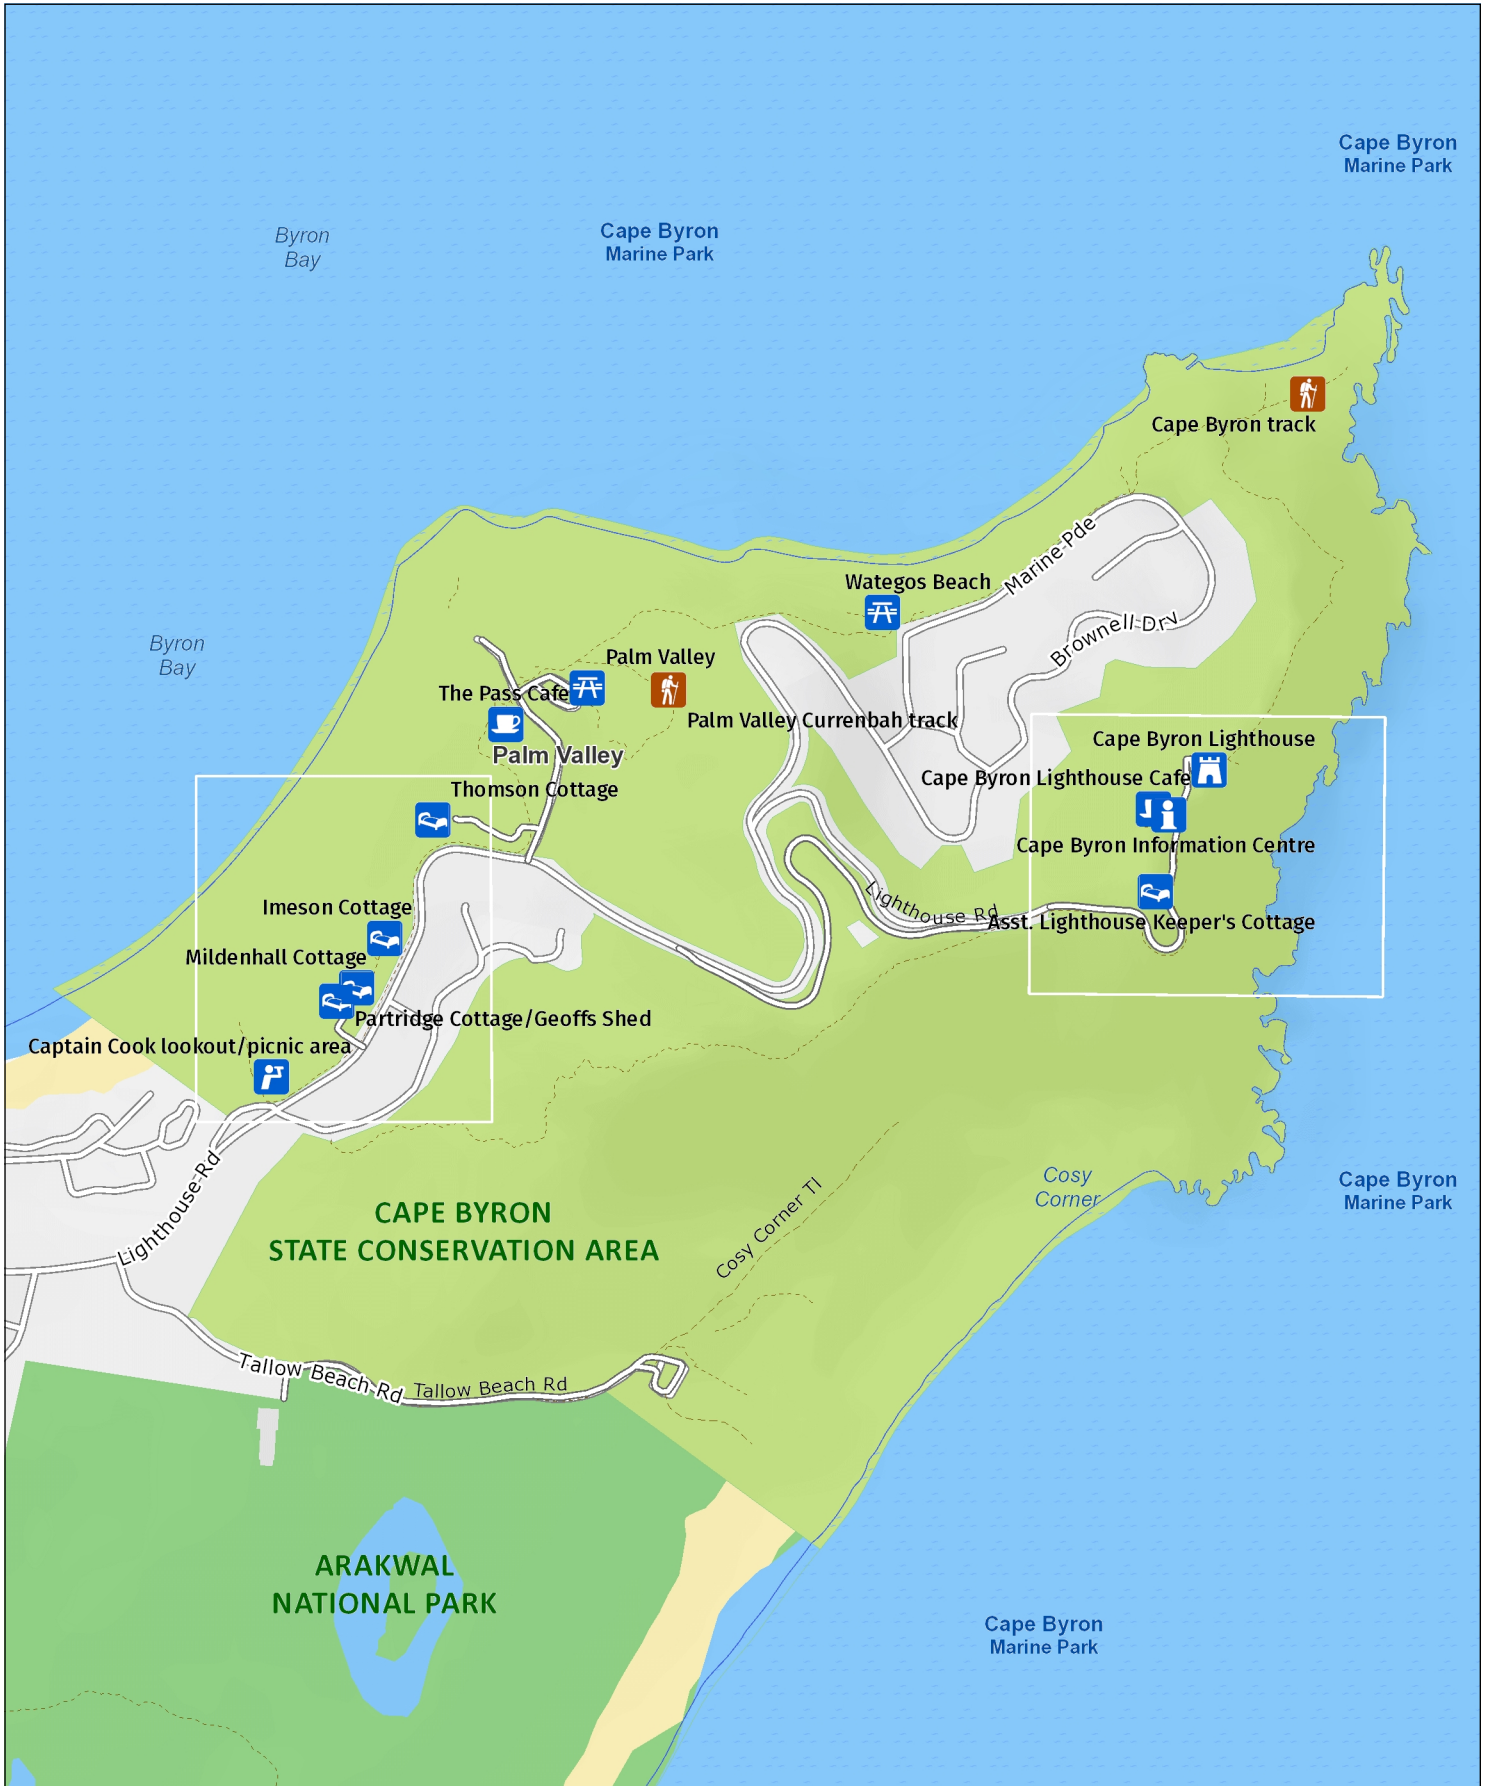 Cape Byron
Marine Park
Byron
Bay
Cape Byron
Marine Park
Cape Byron track
Marine Pde
Wategos Beach
Brownell Drv
Byron
Bay
Palm Valley
The Pass Cafe
Palm Valley Currenbah track
Palm Valley
Cape Byron Lighthouse
Cape Byron Lighthouse Cafe
Thomson Cottage
Cape Byron Information Centre
Lighthouse Rd
Asst. Lighthouse Keeper's Cottage
Imeson Cottage
Mildenhall Cottage
Partridge Cottage/Geoffs Shed
Captain Cook lookout/picnic area
Lighthouse Rd
Cosy
Corner
Cape Byron
Marine Park
CAPE BYRON
STATE CONSERVATION AREA
Cosy Corner Tl
Tallow Beach Rd
Tallow Beach Rd
ARAKWAL
NATIONAL PARK
Cape Byron
Marine Park